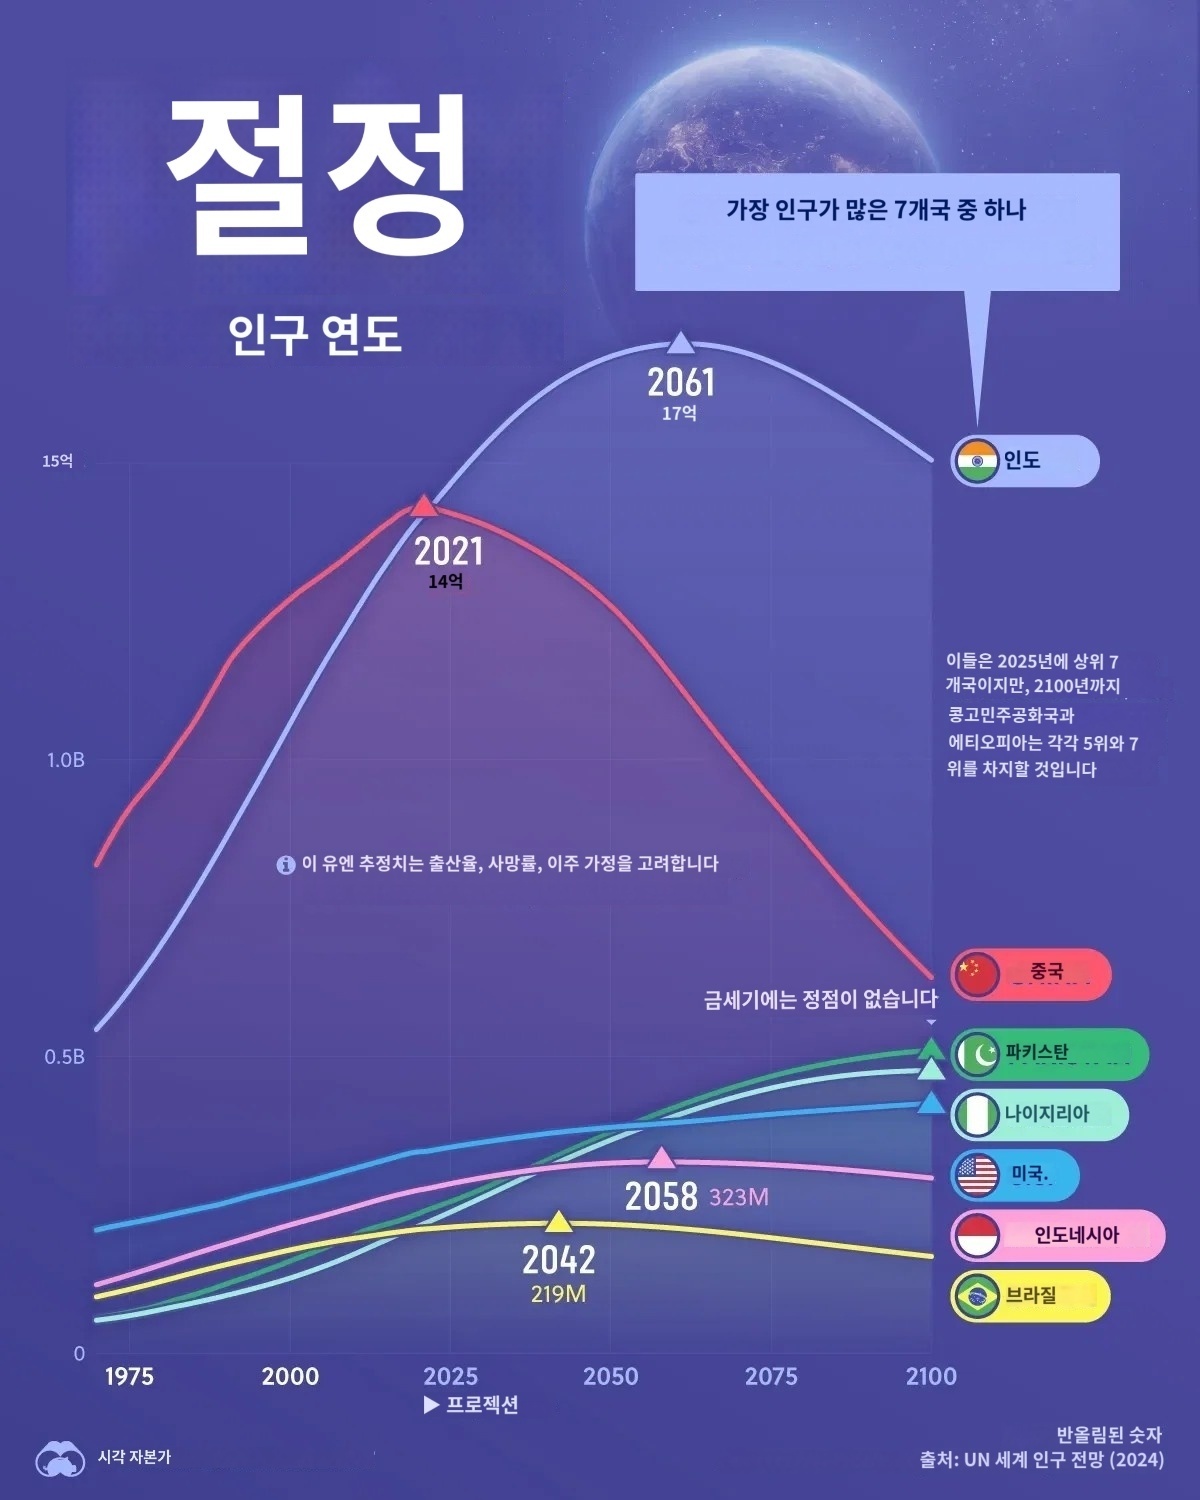 절정
인구 연도
가장 인구가 많은 7개국 중 하나
2061
17억
15억
인도
2021
14억
이들은 2025년에 상위 7
개국이지만, 2100년까지
콩고민주공화국과
에티오피아는 각각 5위와 7
위를 차지할 것입니다
1.0B
이 유엔 추정치는 출산율, 사망률, 이주 가정을 고려합니다
중국
금세기에는 정점이 없습니다
0.5B
파키스탄
나이지리아
미국.
2058 323M
인도네시아
2042
219M
브라질
0
1975 2000 2025 2050 2075 2100
▶ 프로젝션
반올림된 숫자
시각 자본가
출처: UN 세계 인구 전망 (2024)